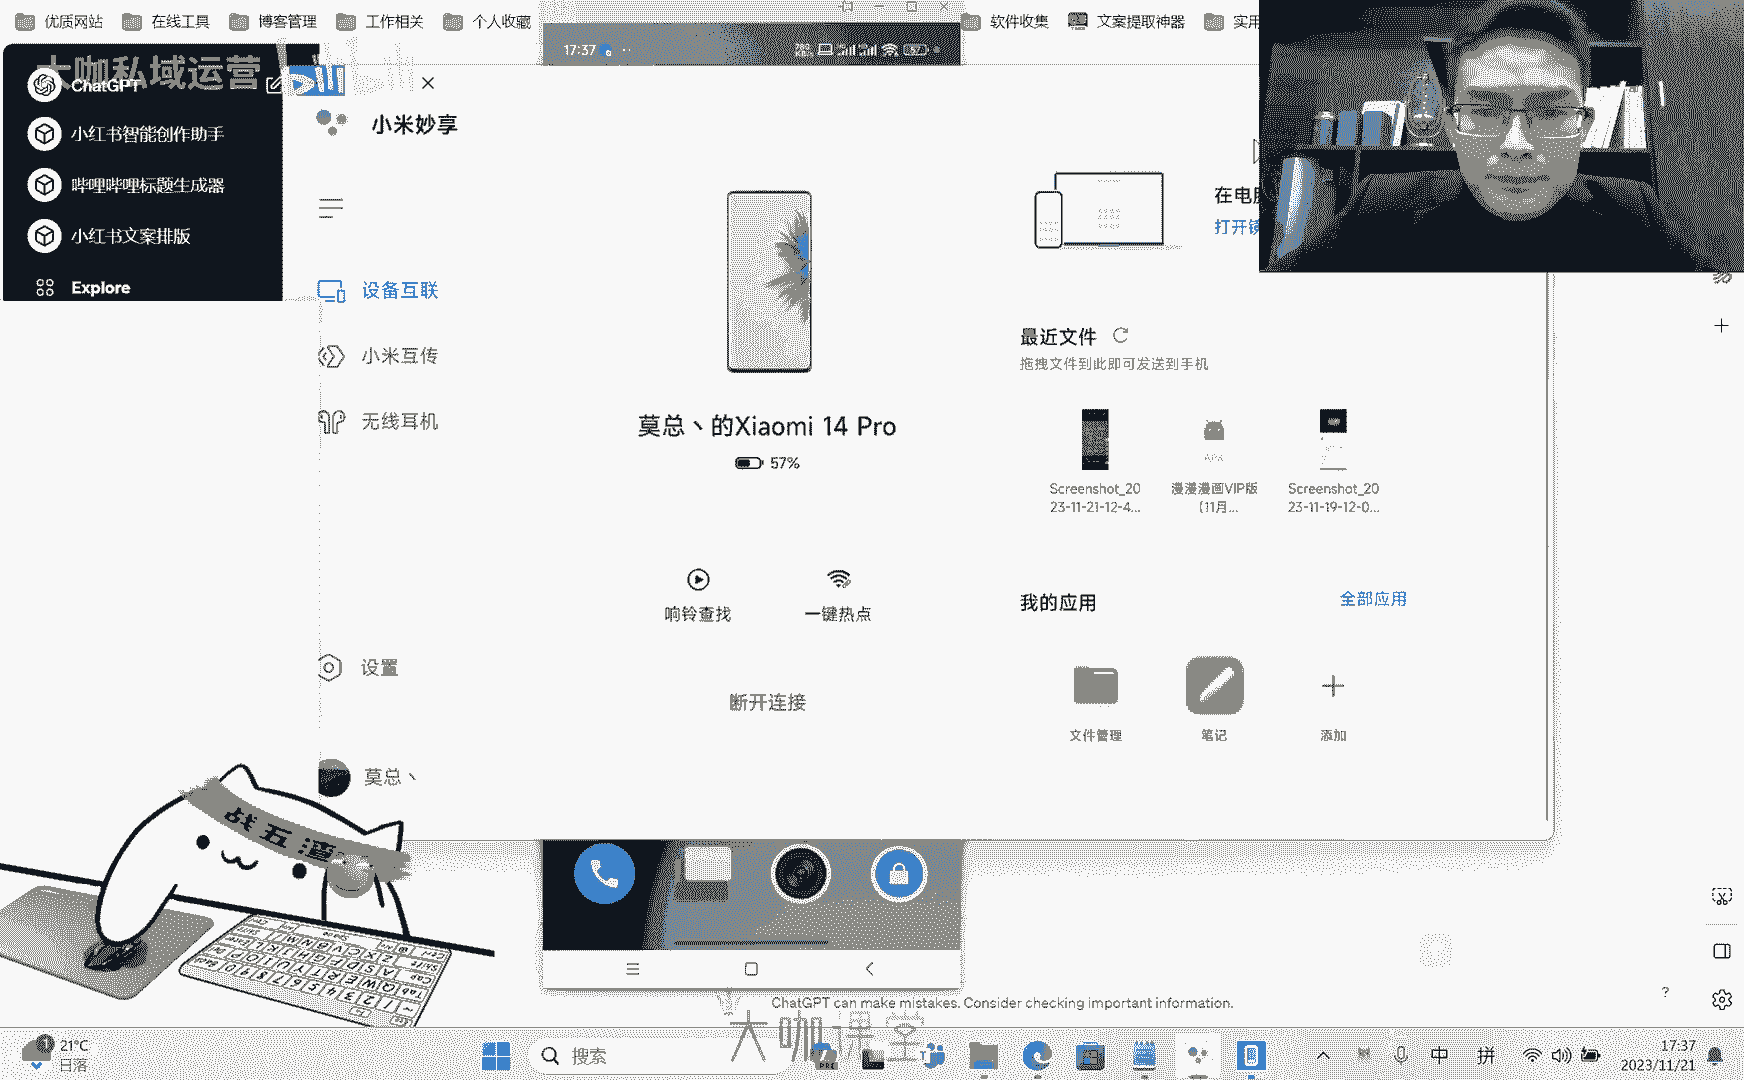 优质网站
在线工具
博客管理
工作相关
个人收藏
软件收集
文案提取神器
实用
17:37
大咖私域运营
ChatGPT
小红书智能创作助手
哔哩哔哩标题生成器
小红书文案排版
Explore
小米妙享
设备互联
小米互传
无线耳机
设置
莫总丶
莫总丶的Xiaomi 14 Pro
57%
响铃查找
一键热点
断开连接
在电脑
打开镜
最近文件
拖拽文件到此即可发送到手机
Screenshot_20
23-11-21-12-4...
漫漫漫画VIP版
(11月...
Screenshot_20
23-11-19-12-0...
我的应用
全部应用
文件管理
笔记
添加
战五渣
ChatGPT can make mistakes. Consider checking important information.
?
大咖课堂
21°C
日落
搜索
中
拼
17:37
2023/11/21